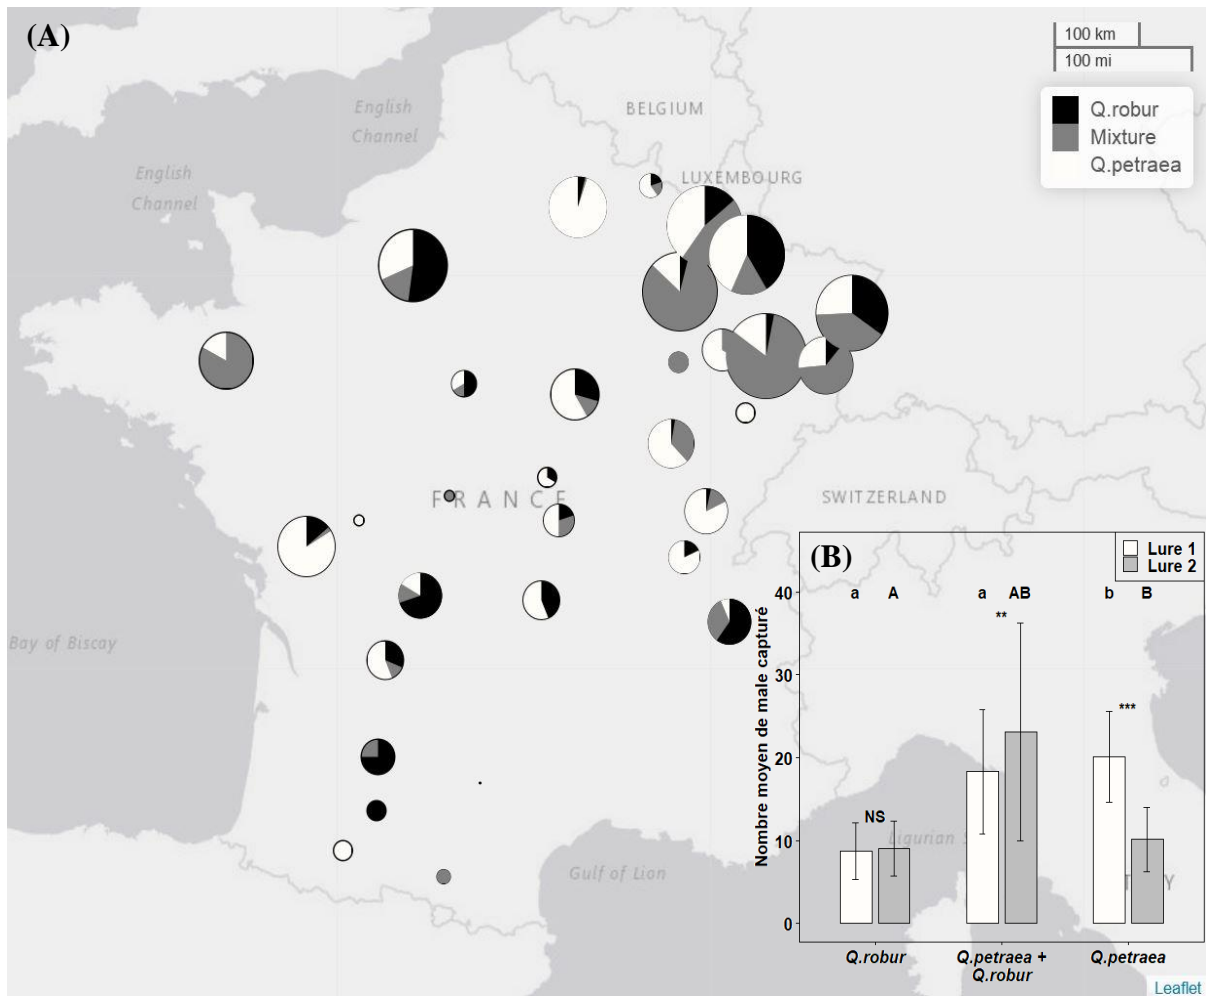 (A)
100 km
100 mi
Q.robur
Mixture
Q.petraea
English
Channel
BELGIUM
English
Channel
LUXEMBOURG
FRANCE
SWITZERLAND
Bay of Biscay
Gulf of Lion
Ligurian S
(B)
Lure 1
Lure 2
Nombre moyen de male capturé
40
30
20
10
0
a A a AB b B
**
***
NS
Y
Q.robur
Q.petraea +
Q.robur
Q.petraea
Leaflet